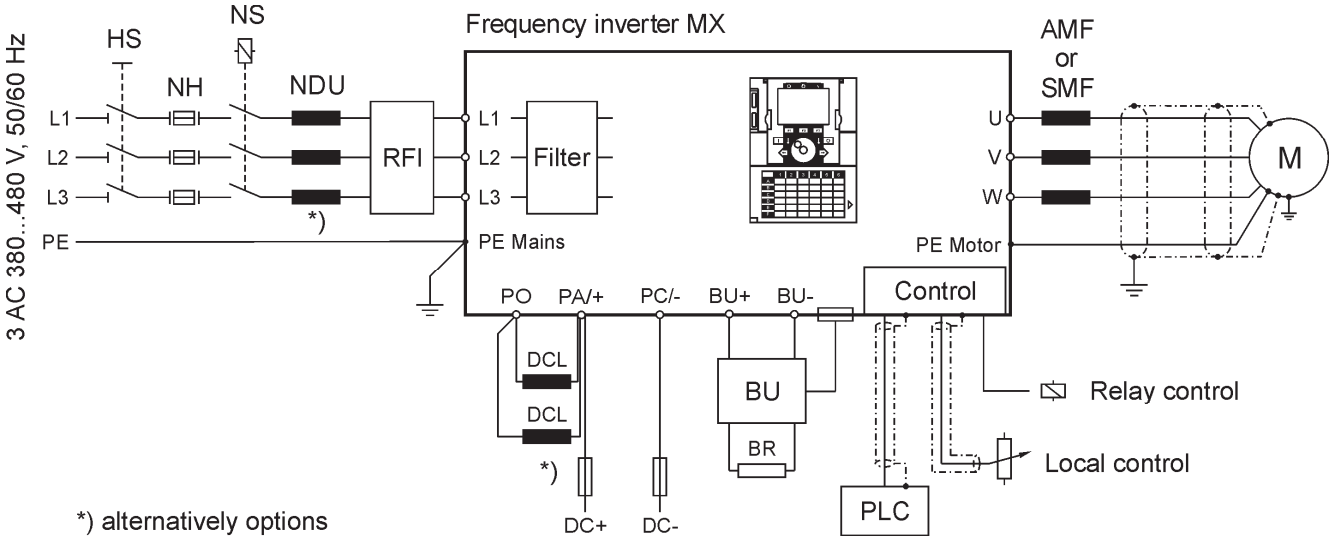 3 AC 380...480 V, 50/60 Hz
HS
NS
NH
NDU
L1
L2
L3
PE
*)
RFI
Frequency inverter MX
L1
L2
L3
Filter
PE Mains
U
V
W
PE Motor
AMF
or
SMF
M
PO
PA/+
PC/-
BU+
BU-
Control
DCL
DCL
*)
DC+
DC-
BU
BR
PLC
Relay control
Local control
*) alternatively options